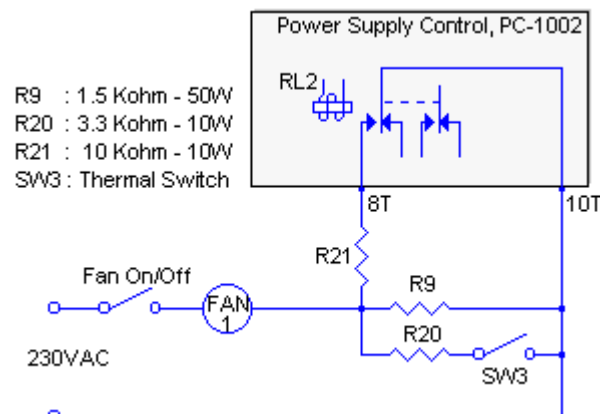 Power Supply Control, PC-1002
RL2
R9 : 1.5 Kohm - 50W
R20 : 3.3 Kohm - 10W
R21 : 10 Kohm - 10W
SW3 : Thermal Switch
8T
10T
R21
Fan On/Off
R9
FAN
1
R20
230VAC
SW3